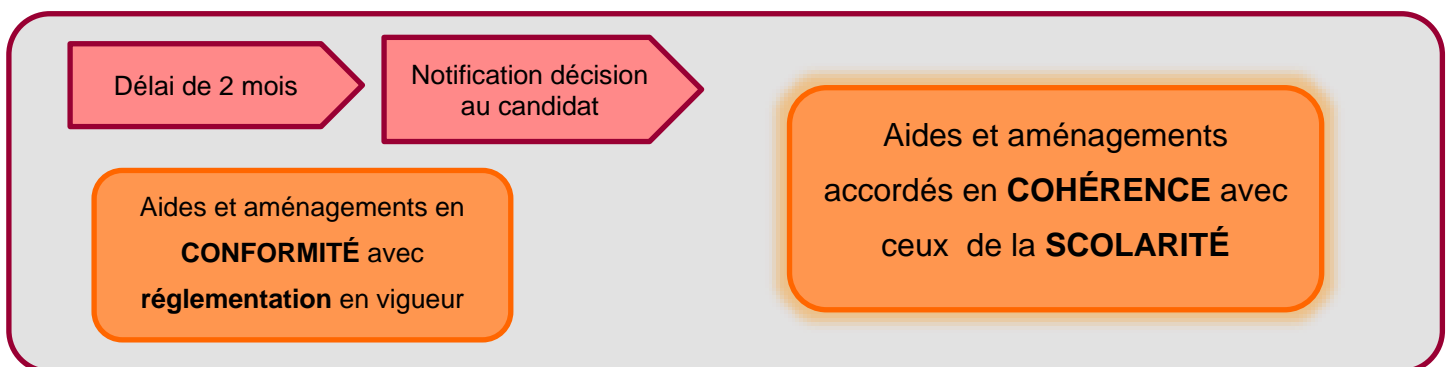 Délai de 2 mois
Notification décision
au candidat
Aides et aménagements en
CONFORMITÉ avec
réglementation en vigueur
Aides et aménagements
accordés en COHÉRENCE avec
ceux de la SCOLARITÉ